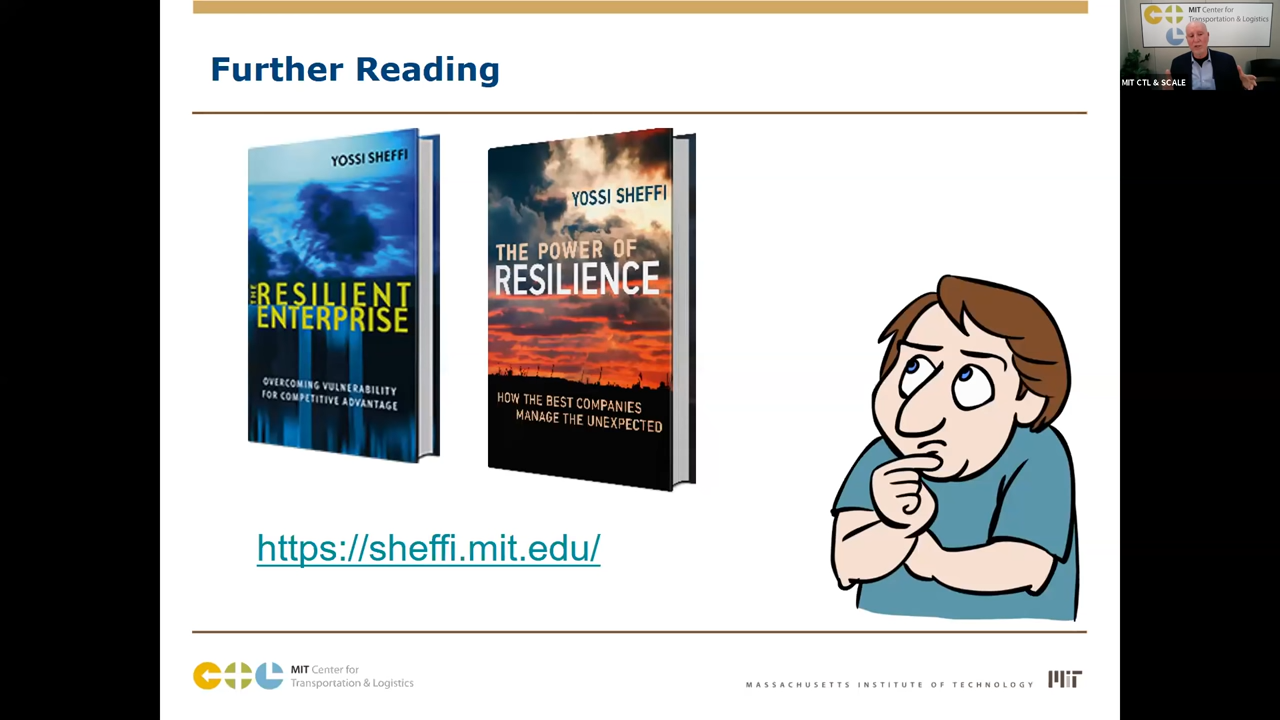 Further Reading
YOSSI SHEFFI
THE RESILIENT
ENTERPRISE
OVERCOMING VULNERABILITY
FOR COMPETITIVE ADVANTAGE
YOSSI SHEFFI
THE POWER OF
RESILIENCE
HOW THE BEST COMPANIES
MANAGE THE UNEXPECTED
https://sheffi.mit.edu/
MIT Center for
Transportation & Logistics
MASSACHUSETTS INSTITUTE OF TECHNOLOGY
MIT
MIT Center for
Transportation & Logistics
MIT CTL & SCALE